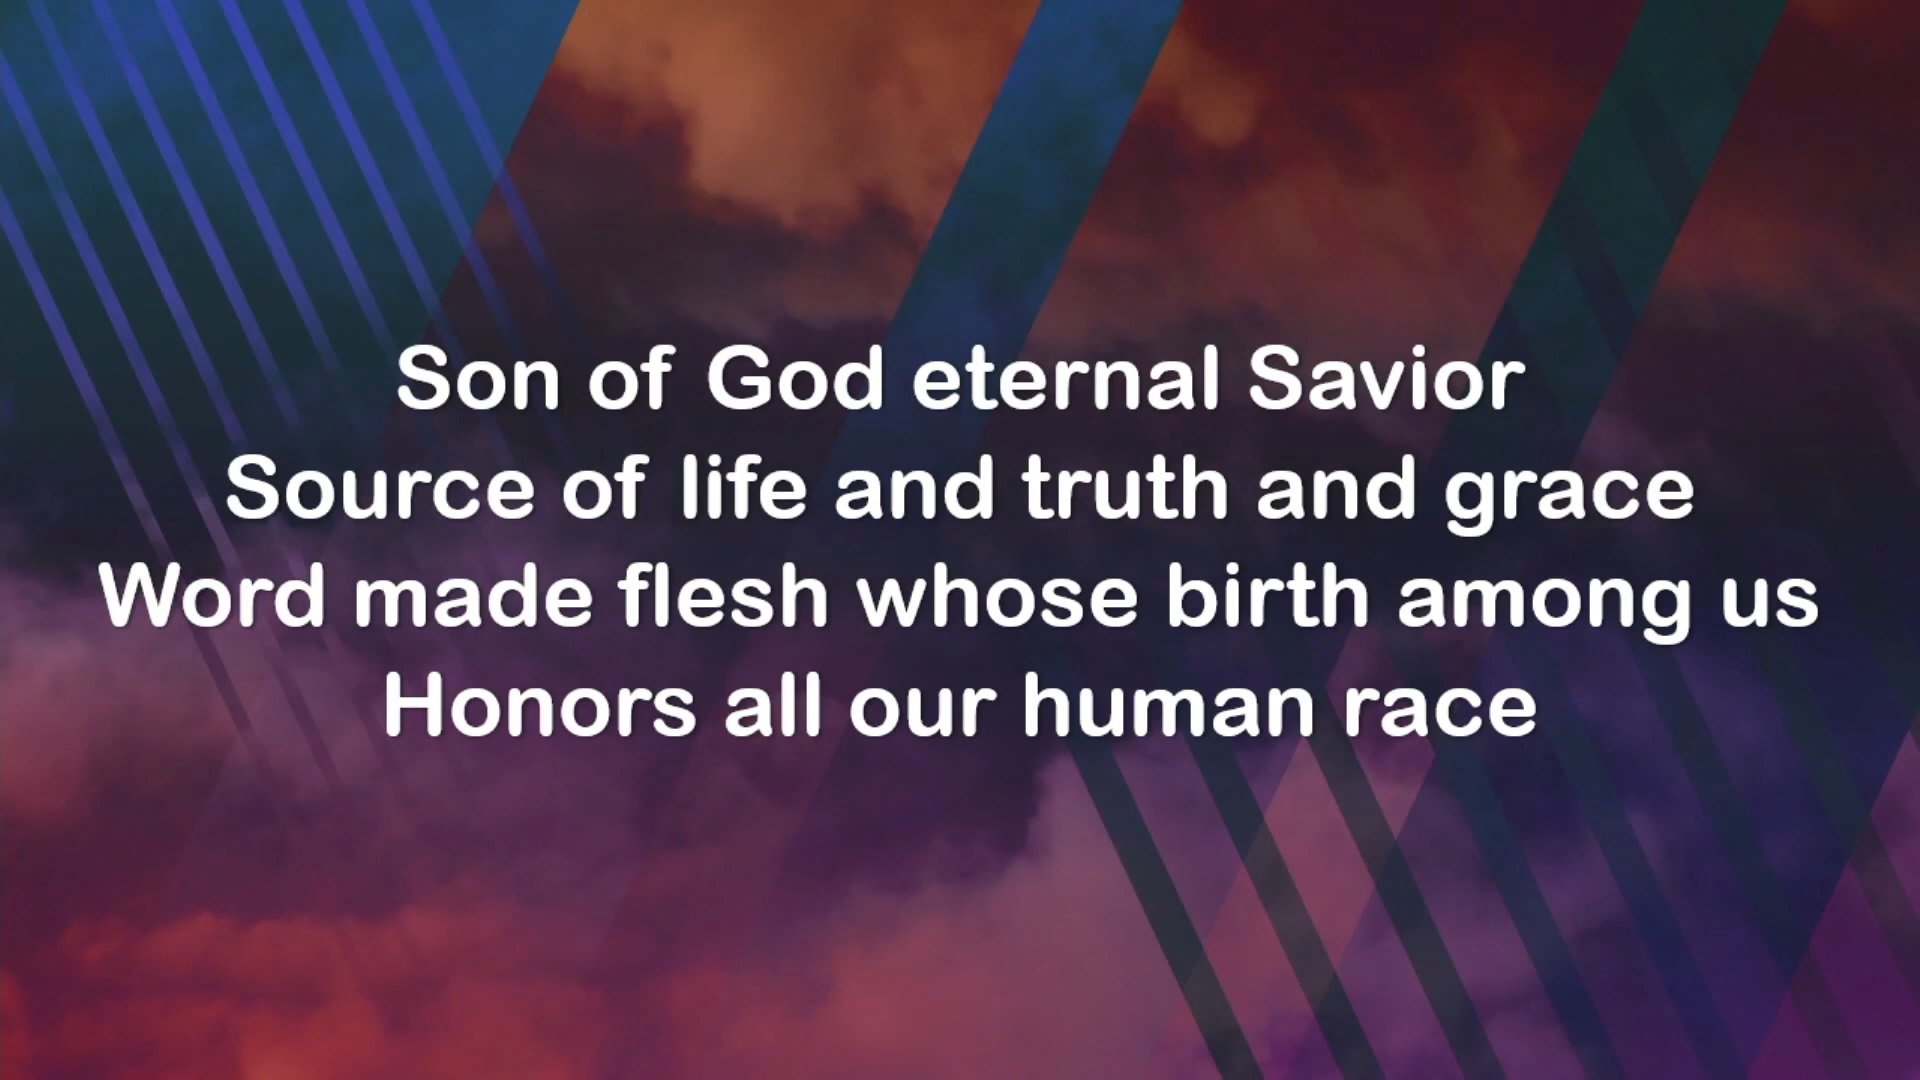 Son of God eternal Savior
Source of life and truth and grace
Word made flesh whose birth among us
Honors all our human race